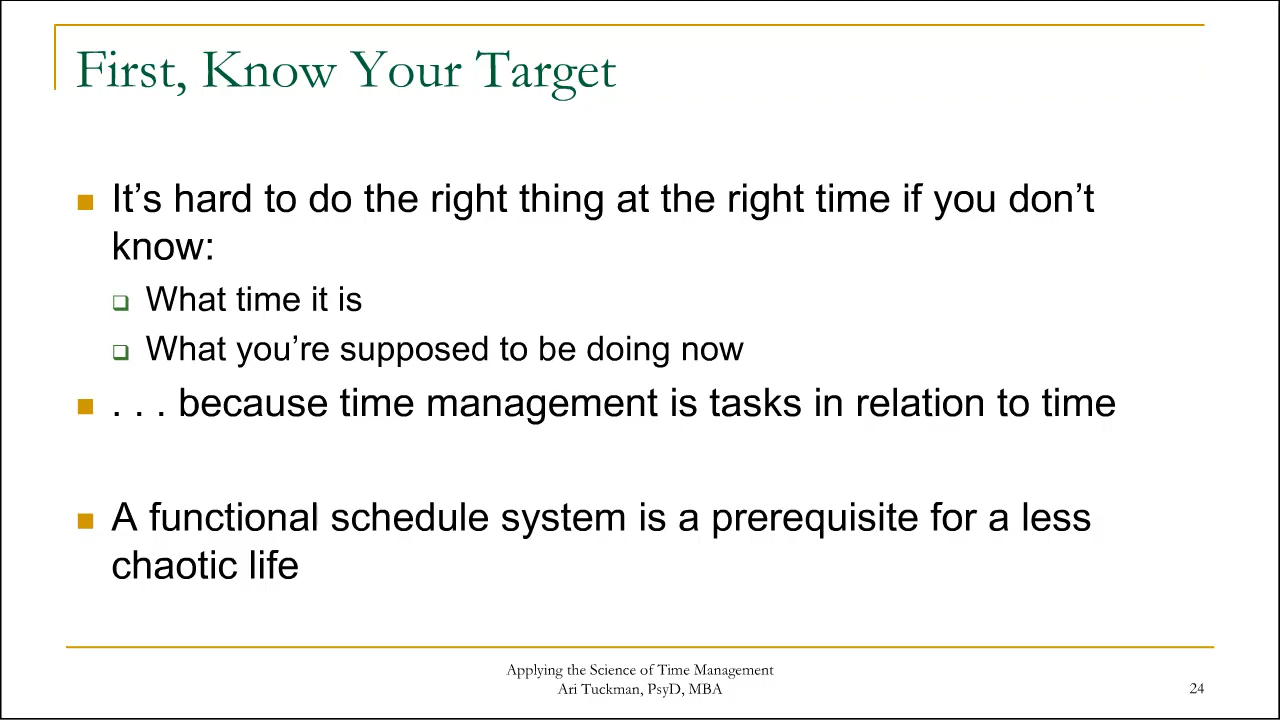 First, Know Your Target
It’s hard to do the right thing at the right time if you don’t
know:
What time it is
What you’re supposed to be doing now
. . . because time management is tasks in relation to time
A functional schedule system is a prerequisite for a less
chaotic life
Applying the Science of Time Management
Ari Tuckman, PsyD, MBA
24